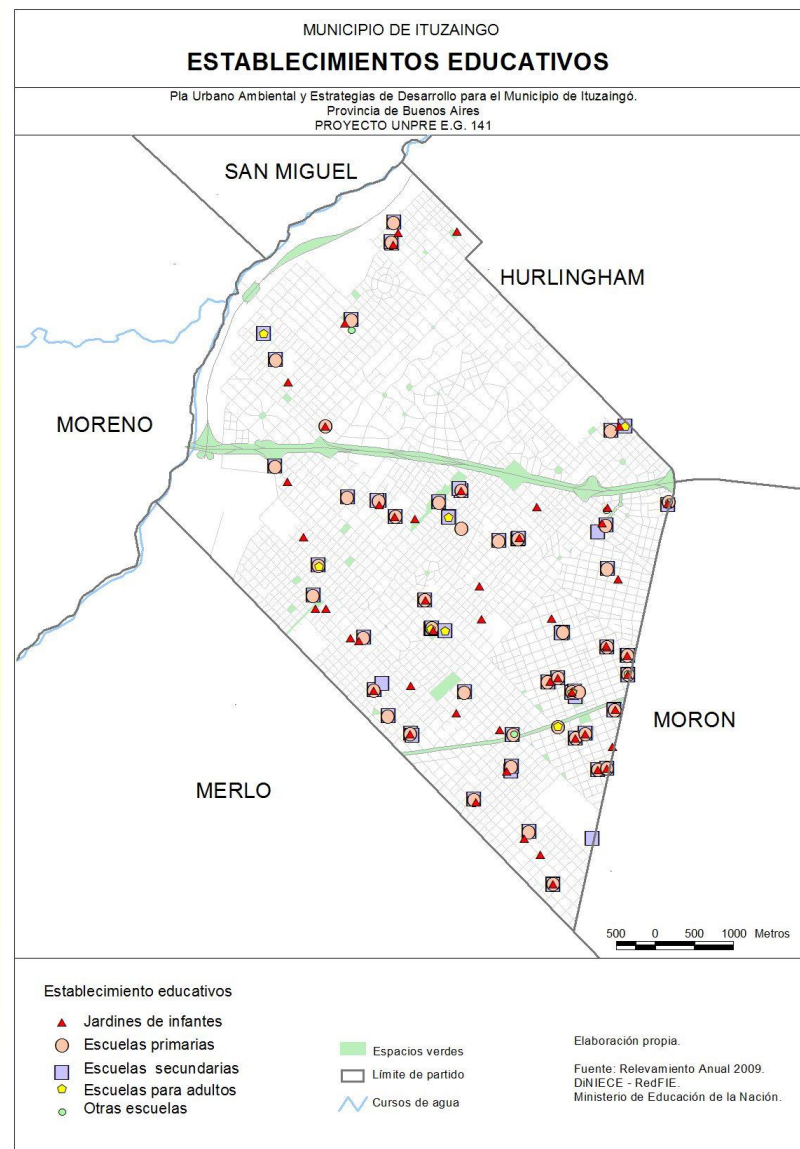 MUNICIPIO DE ITUZAINGO
ESTABLECIMIENTOS EDUCATIVOS
Pla Urbano Ambiental y Estrategias de Desarrollo para el Municipio de Ituzaingó.
Provincia de Buenos Aires
PROYECTO UNPRE E.G. 141
SAN MIGUEL
HURLINGHAM
MORENO
MORON
MERLO
500 0 500 1000 Metros
Establecimiento educativos
Jardines de infantes
Escuelas primarias
Escuelas secundarias
Escuelas para adultos
Otras escuelas
Espacios verdes
Límite de partido
Cursos de agua
Elaboración propia.
Fuente: Relevamiento Anual 2009.
DiNIECE - RedFIE.
Ministerio de Educación de la Nación.